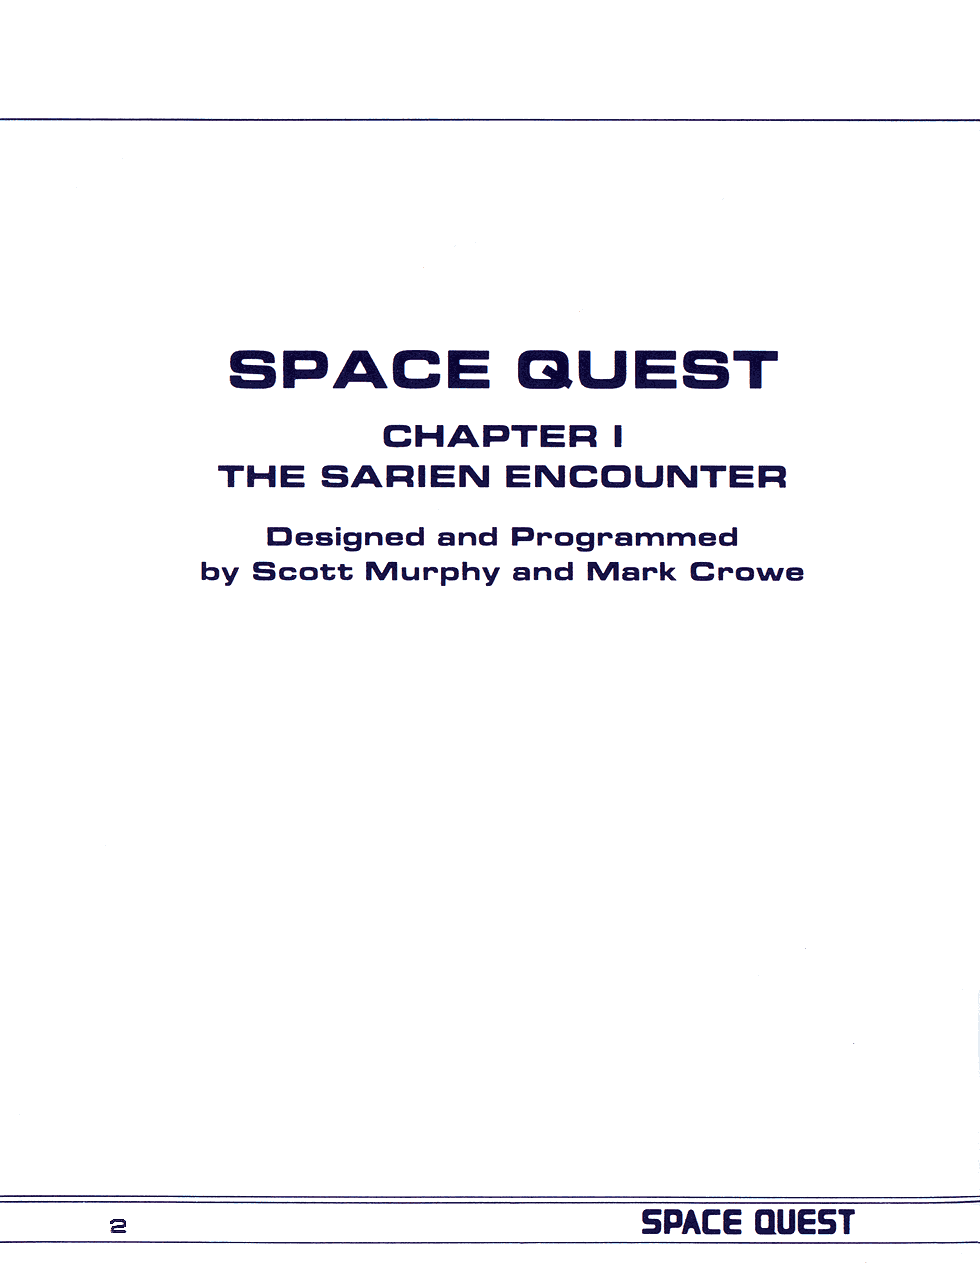 SPACE QUEST
CHAPTER I
THE SARIEN ENCOUNTER
Designed and Programmed
by Scott Murphy and Mark Crowe
2
SPACE QUEST